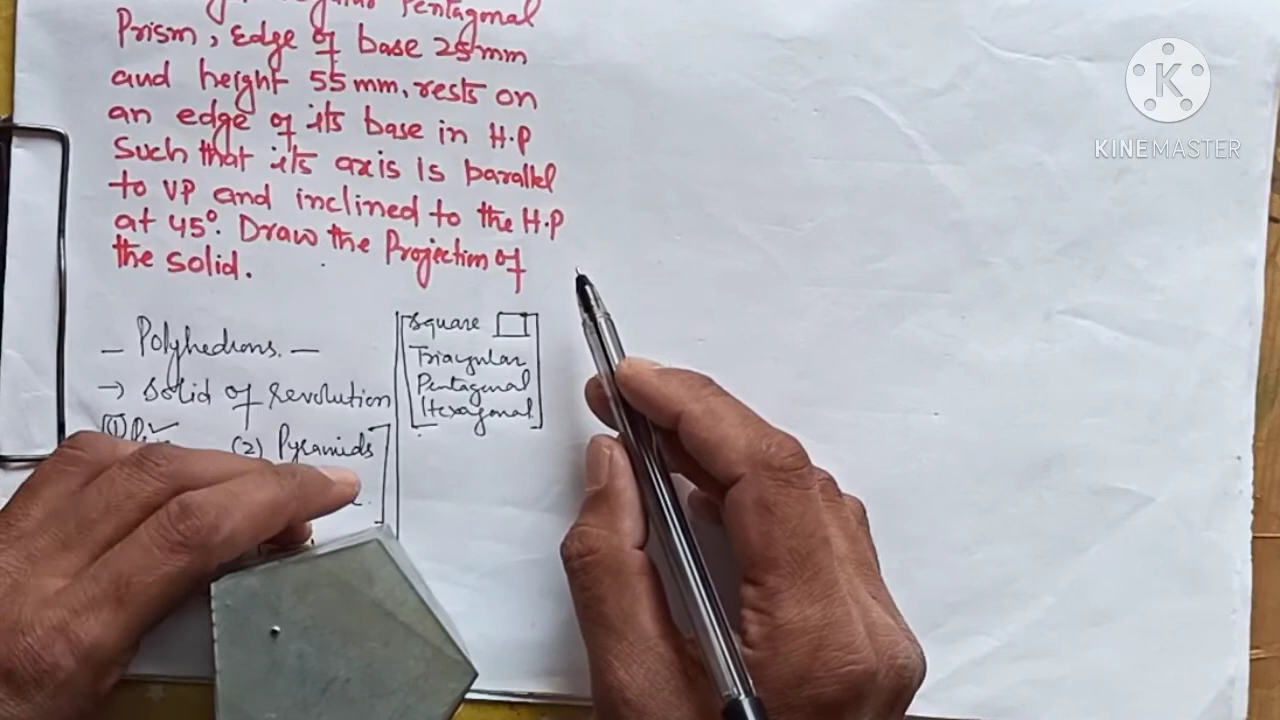 Pentagonal
Prism, Edge of base 25mm
and height 55mm, rests on
an edge of its base in H.P
Such that its axis is parallel
to VP and inclined to the H.P
at 45°. Draw the Projection of
the solid.
- Polyhedrons. -
→ Solid of revolution
(1) (2) Pyramids
Square
Triangular
Pentagonal
Hexagonal
K
KINEMASTER